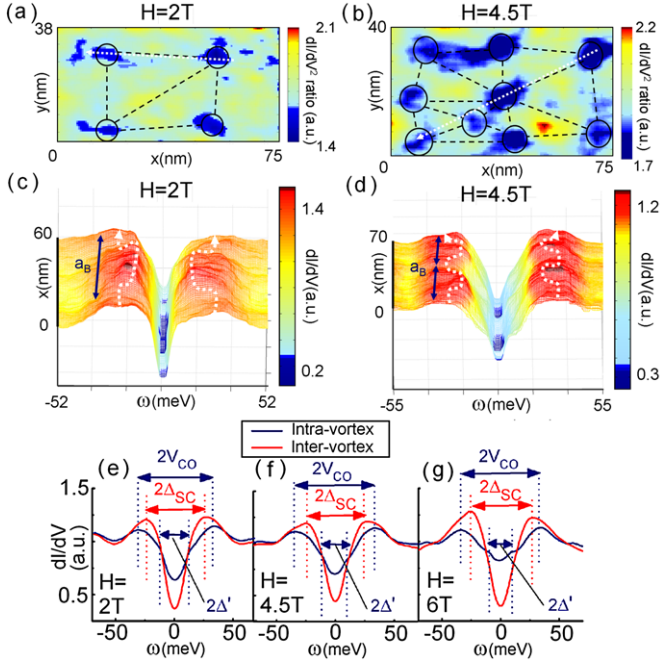 (a) H=2T
38
y(nm)
0
x(nm)
75
2.1
dI/dV² ratio (a.u.)
1.4
(b) H=4.5T
40
y(nm)
0
x(nm)
75
2.2
dI/dV² ratio (a.u.)
1.7
(c) H=2T
60
x(nm)
0
a_B
-52
52
ω(meV)
1.4
dI/dV(a.u.)
0.2
(d) H=4.5T
70
x(nm)
0
a_B
-55
55
ω(meV)
1.2
dI/dV(a.u.)
0.3
Intra-vortex
Inter-vortex
(e)
1.5
dI/dV
(a.u.)
0.5
2V_CO
2Δ_SC
H=
2T
2Δ'
-50 0 50
ω(meV)
(f)
2V_CO
2Δ_SC
H=
4.5T
2Δ'
-50 0 50
ω(meV)
(g)
2V_CO
2Δ_SC
H=
6T
2Δ'
-50 0 50
ω(meV)